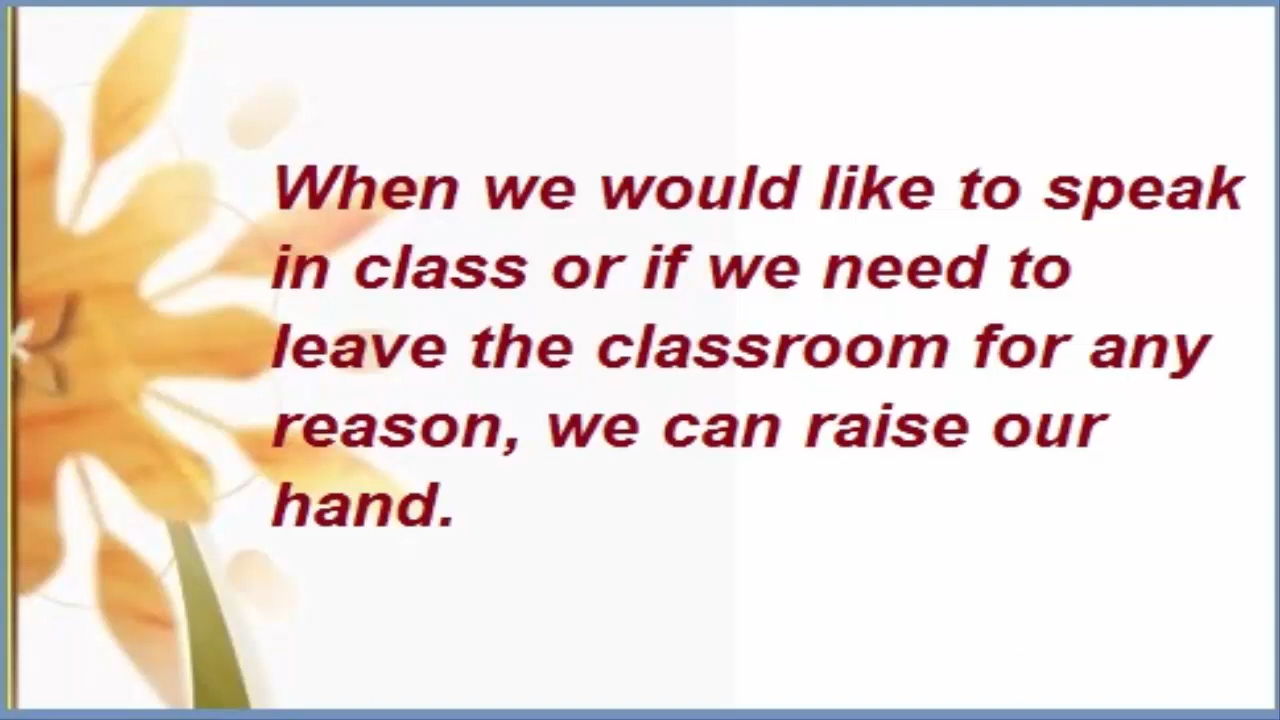 When we would like to speak
in class or if we need to
leave the classroom for any
reason, we can raise our
hand.